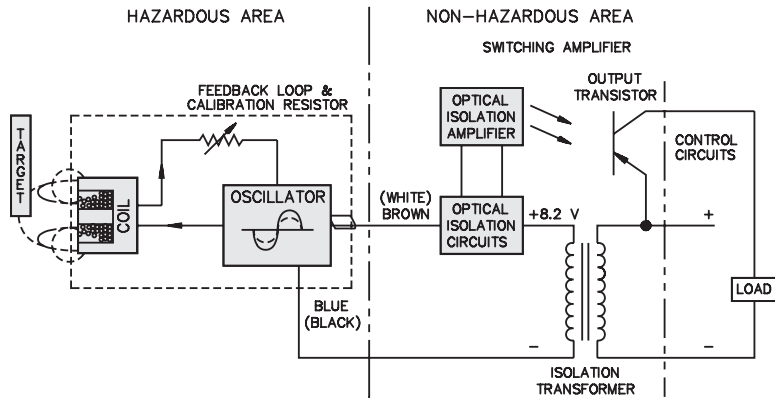 HAZARDOUS AREA
NON-HAZARDOUS AREA
SWITCHING AMPLIFIER
FEEDBACK LOOP &
CALIBRATION RESISTOR
OPTICAL
ISOLATION
AMPLIFIER
OUTPUT
TRANSISTOR
CONTROL
CIRCUITS
TARGET
COIL
OSCILLATOR
(WHITE)
BROWN
OPTICAL
ISOLATION
CIRCUITS
+8.2 V
+
LOAD
BLUE
(BLACK)
–
–
ISOLATION
TRANSFORMER